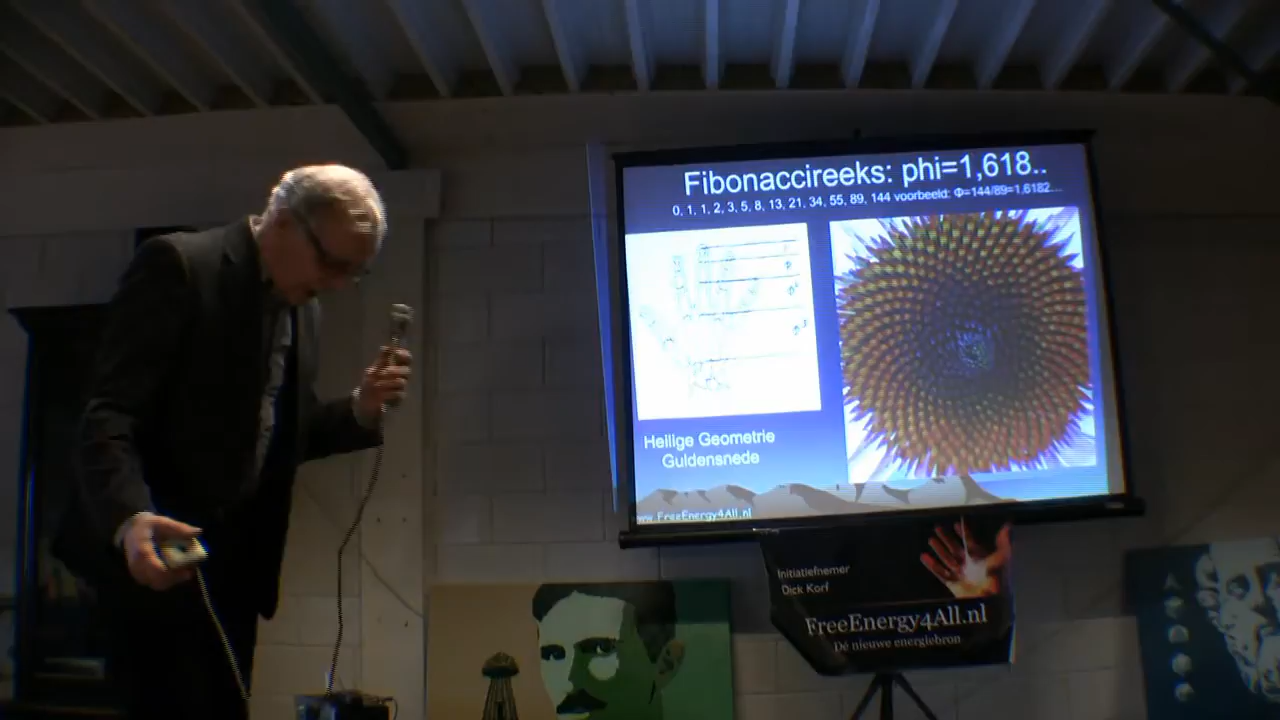 Fibonaccireeks: phi=1,618..
0, 1, 1, 2, 3, 5, 8, 13, 21, 34, 55, 89, 144 voorbeeld: Φ=144/89=1,6182...
Heilige Geometrie
Guldensnede
www.FreeEnergy4All.nl
Initiatiefnemer
Dick Korf
FreeEnergy4All.nl
De nieuwe energiebron